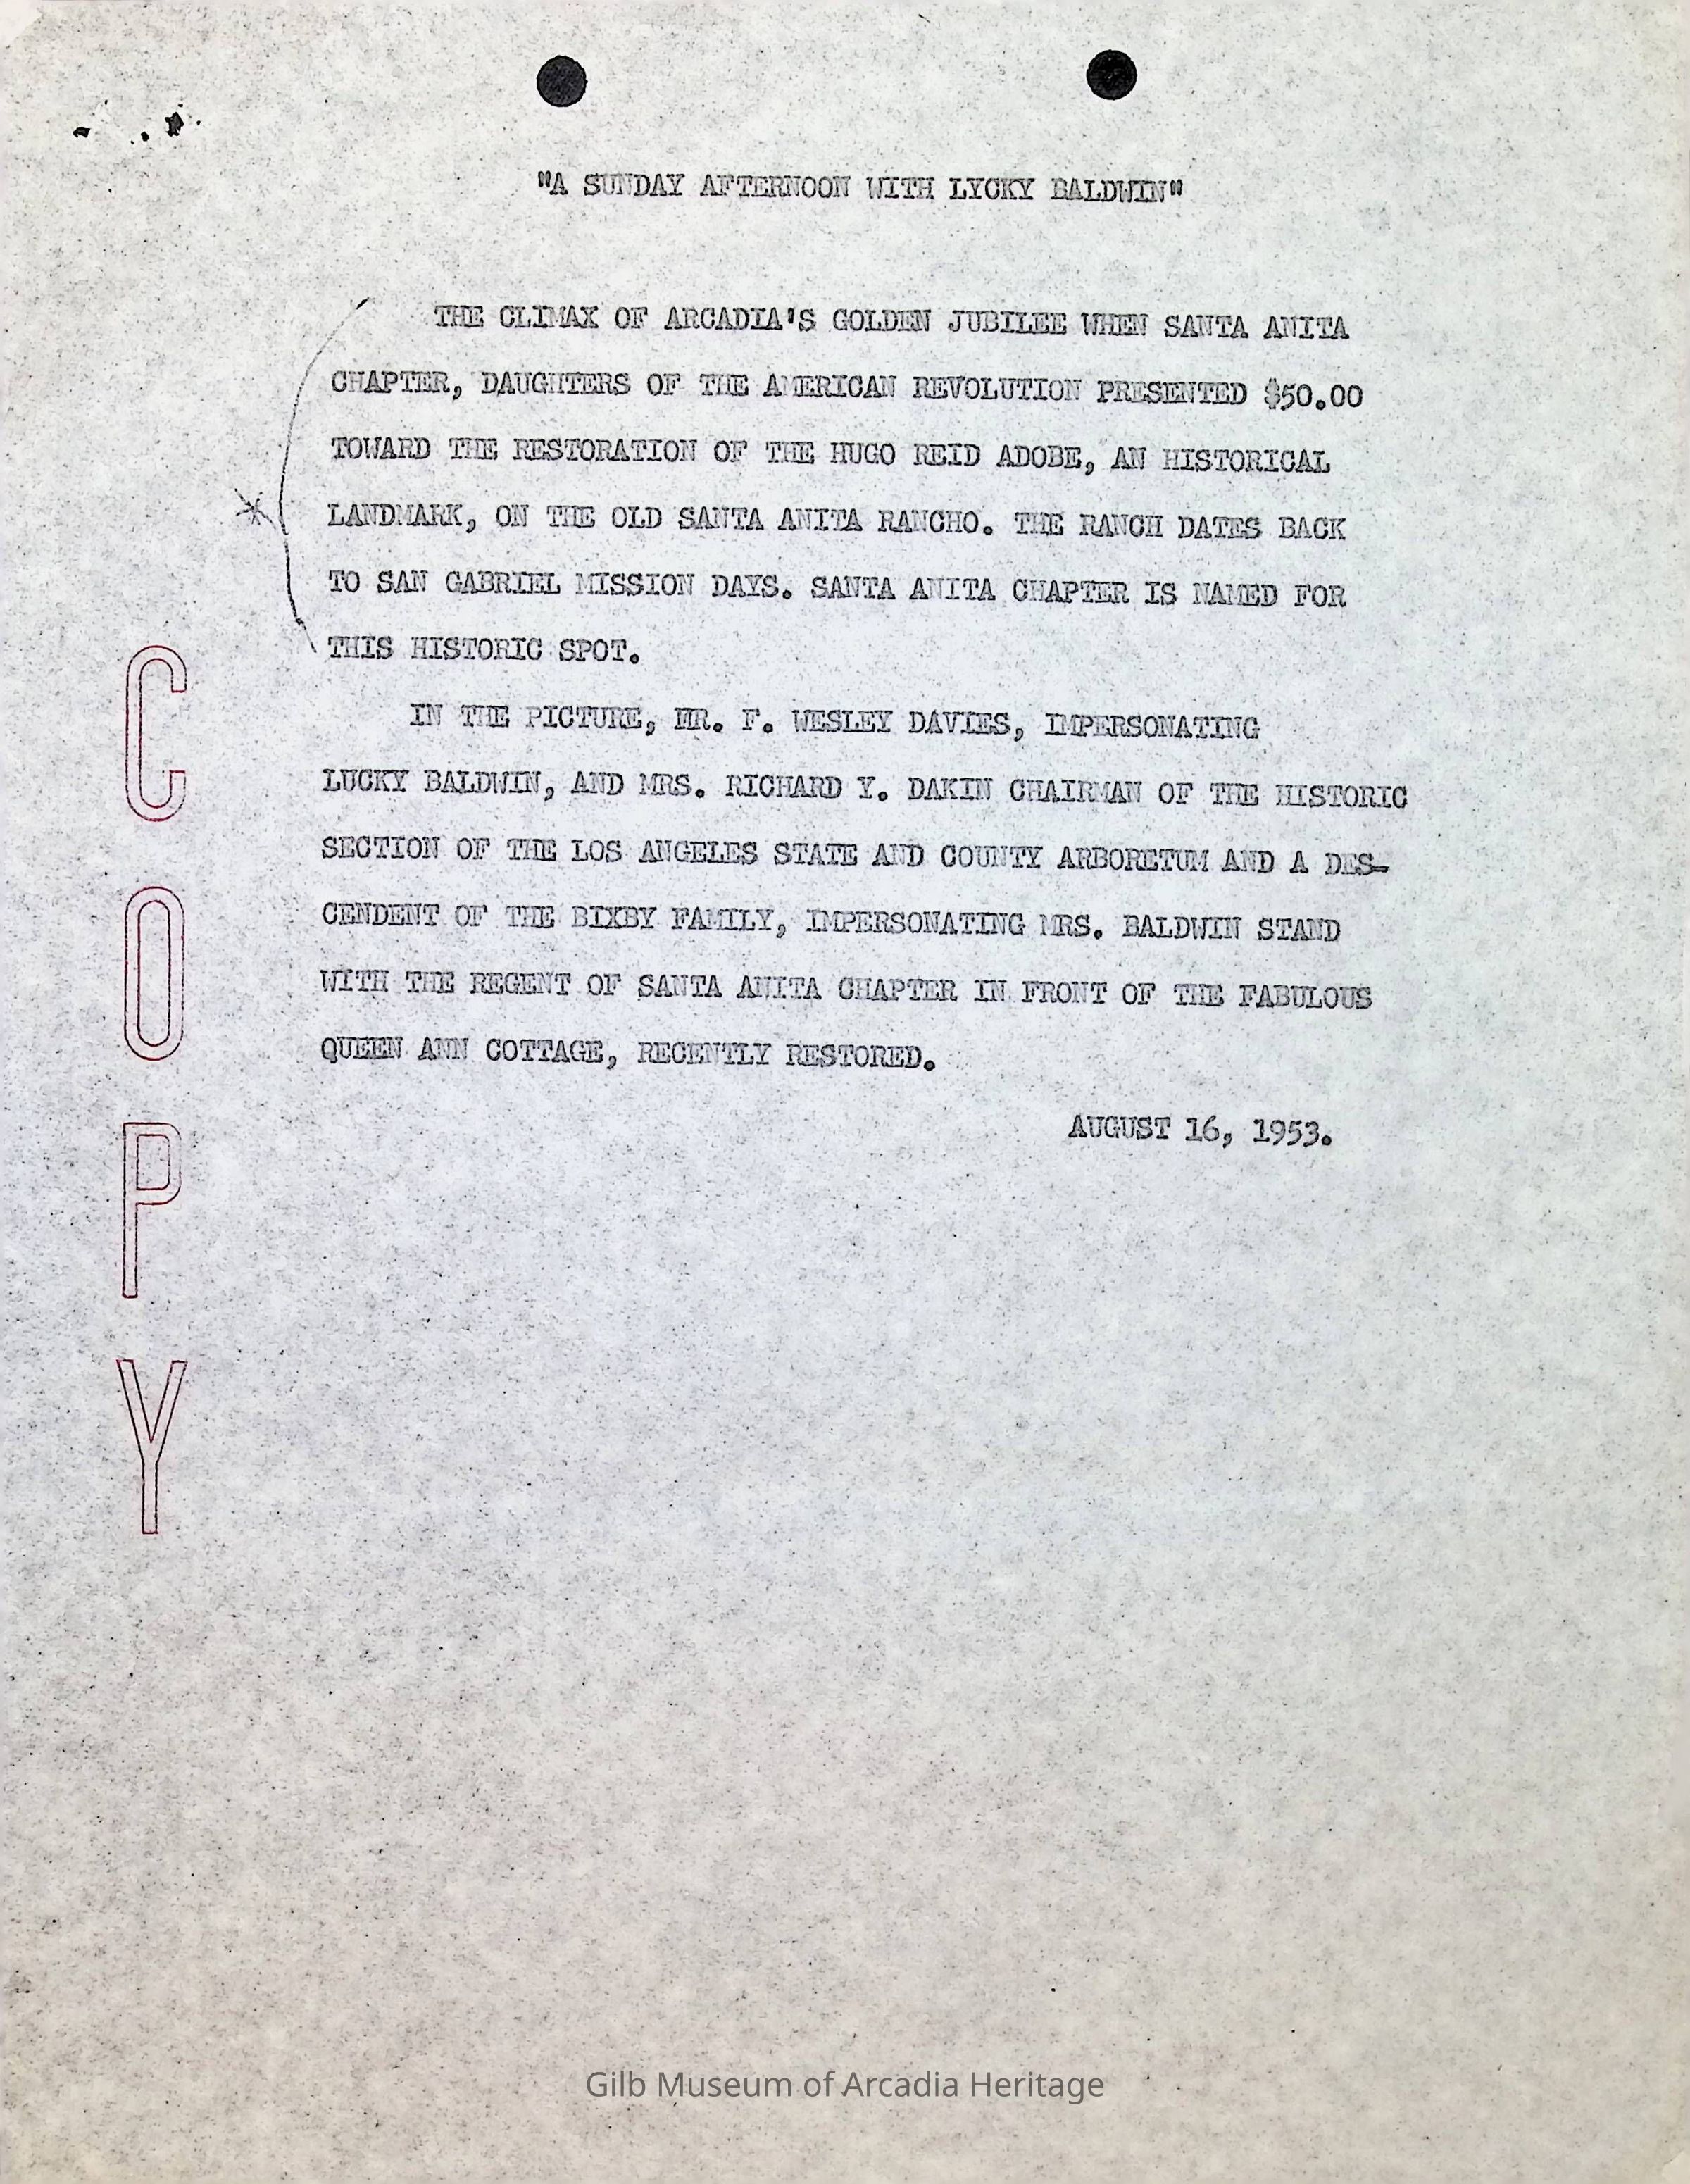 "A SUNDAY AFTERNOON WITH LYCKY BALDWIN"
THE CLIMAX OF ARCADIA'S GOLDEN JUBILEE WHEN SANTA ANITA
CHAPTER, DAUGHTERS OF THE AMERICAN REVOLUTION PRESENTED $50.00
TOWARD THE RESTORATION OF THE HUGO REID ADOBE, AN HISTORICAL
LANDMARK, ON THE OLD SANTA ANITA RANCHO. THE RANCH DATES BACK
TO SAN GABRIEL MISSION DAYS. SANTA ANITA CHAPTER IS NAMED FOR
THIS HISTORIC SPOT.
IN THE PICTURE, MR. F. WESLEY DAVIES, IMPERSONATING
LUCKY BALDWIN, AND MRS. RICHARD Y. DAKIN CHAIRMAN OF THE HISTORIC
SECTION OF THE LOS ANGELES STATE AND COUNTY ARBORETUM AND A DES-
CENDENT OF THE BIXBY FAMILY, IMPERSONATING MRS. BALDWIN STAND
WITH THE REGENT OF SANTA ANITA CHAPTER IN FRONT OF THE FABULOUS
QUEEN ANN COTTAGE, RECENTLY RESTORED.
AUGUST 16, 1953.
COPY
Gilb Museum of Arcadia Heritage